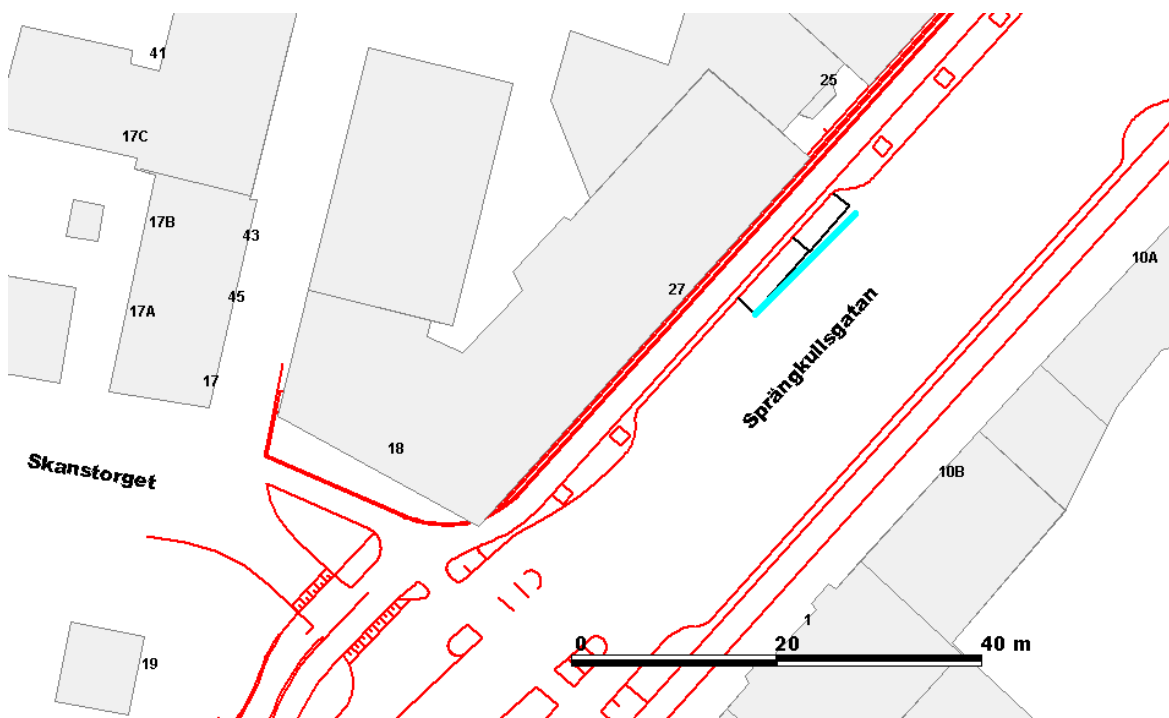 41
25
17C
17B
43
10A
27
45
17A
Sprängkullsgatan
17
18
Skanstorget
10B
1
0 20 40 m
19